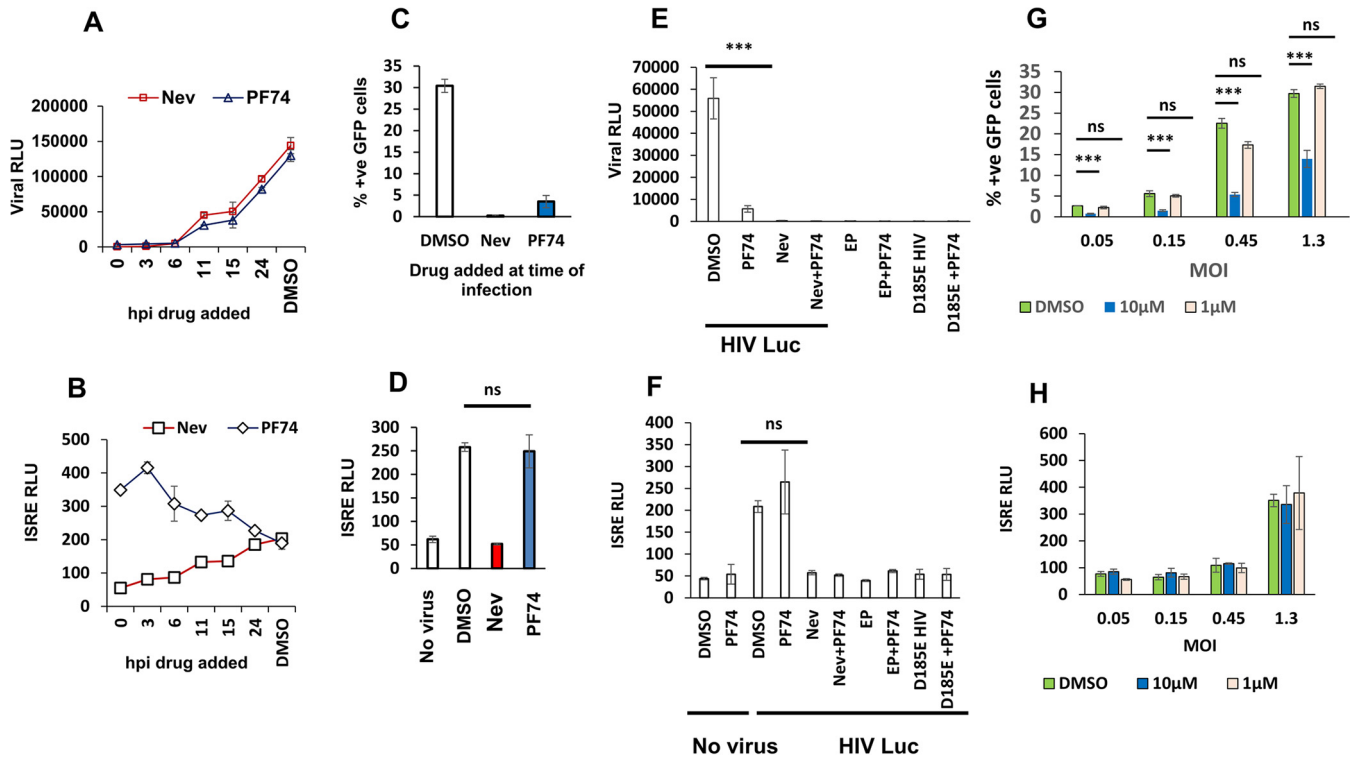 A
Nev PF74
Viral RLU
200000
150000
100000
50000
0
0 3 6 11 15 24 DMSO
hpi drug added
B
Nev PF74
ISRE RLU
500
400
300
200
100
0
0 3 6 11 15 24 DMSO
hpi drug added
C
% +ve GFP cells
35
30
25
20
15
10
5
0
DMSO Nev PF74
Drug added at time of
infection
D
ns
ISRE RLU
300
250
200
150
100
50
0
No virus DMSO Nev PF74
E
***
Viral RLU
70000
60000
50000
40000
30000
20000
10000
0
DMSO PF74 Nev Nev+PF74 EP EP+PF74 D185E HIV D185E +PF74
HIV Luc
F
ns
ISRE RLU
400
350
300
250
200
150
100
50
0
DMSO PF74 DMSO PF74 Nev Nev+PF74 EP EP+PF74 D185E HIV D185E +PF74
No virus HIV Luc
G
ns
***
ns
***
ns
***
ns
***
% +ve GFP cells
35
30
25
20
15
10
5
0
0.05 0.15 0.45 1.3
MOI
DMSO 10µM 1µM
H
ISRE RLU
600
500
400
300
200
100
0
0.05 0.15 0.45 1.3
MOI
DMSO 10µM 1µM